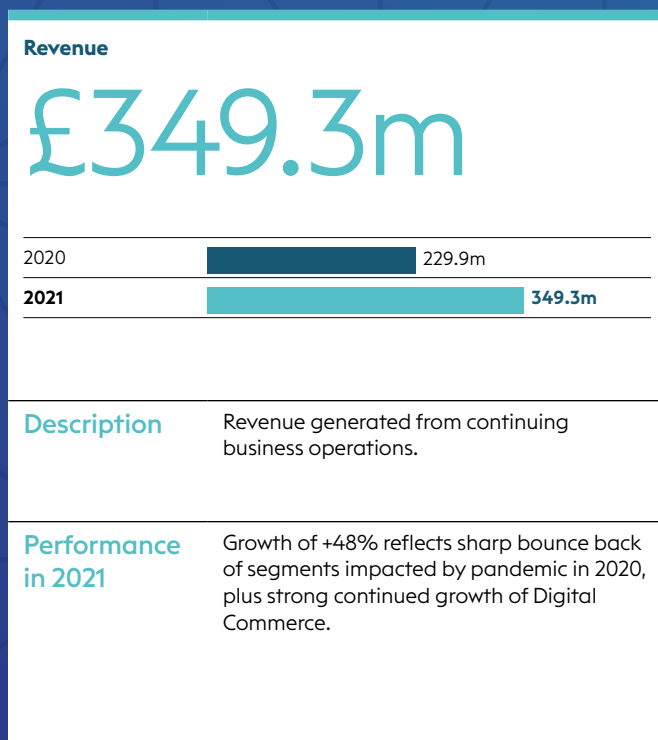 Revenue
£349.3m
2020 229.9m
2021 349.3m
Description
Revenue generated from continuing
business operations.
Performance
in 2021
Growth of +48% reflects sharp bounce back
of segments impacted by pandemic in 2020,
plus strong continued growth of Digital
Commerce.